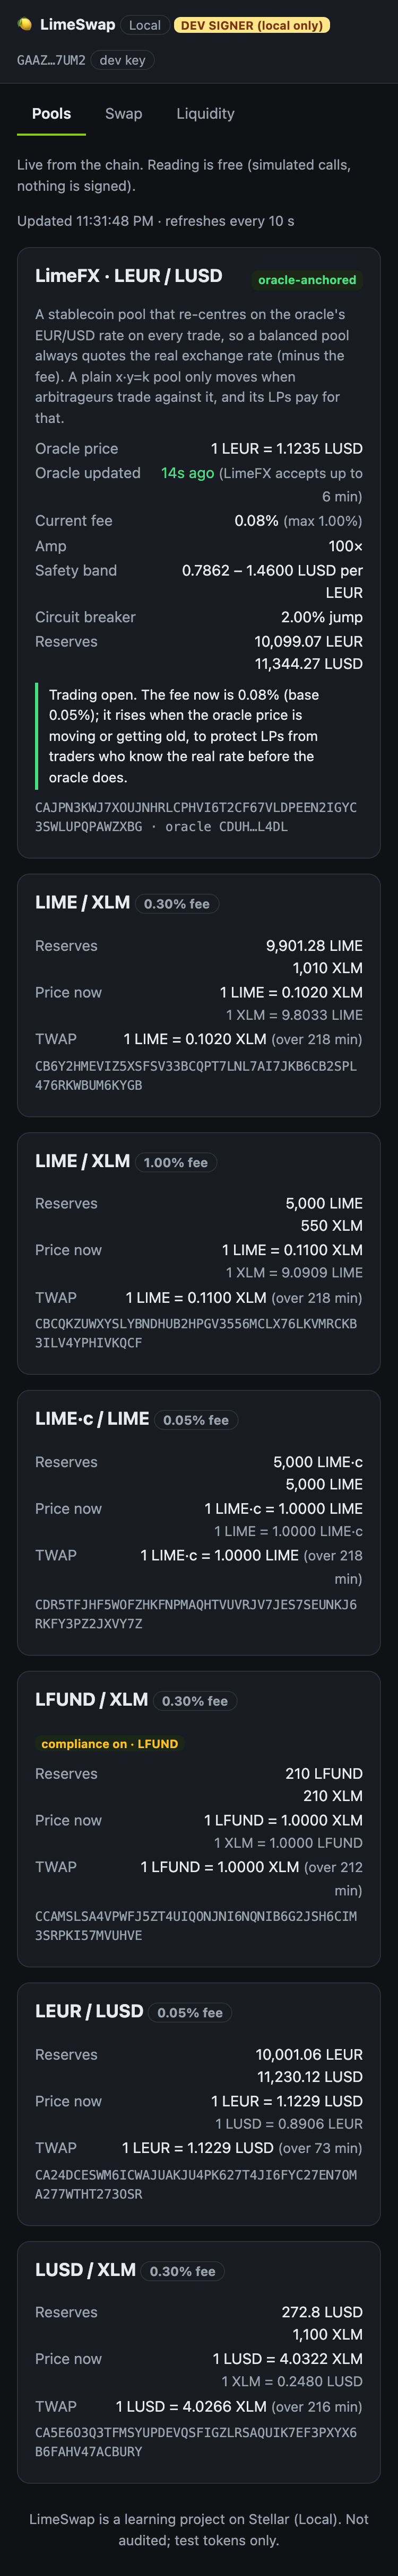 LimeSwap Local DEV SIGNER (local only)
GAAZ…7UM2 dev key
Pools Swap Liquidity
Live from the chain. Reading is free (simulated calls,
nothing is signed).
Updated 11:31:48 PM · refreshes every 10 s
LimeFX · LEUR / LUSD oracle-anchored
A stablecoin pool that re-centres on the oracle's
EUR/USD rate on every trade, so a balanced pool
always quotes the real exchange rate (minus the
fee). A plain x·y=k pool only moves when
arbitrageurs trade against it, and its LPs pay for
that.
Oracle price 1 LEUR = 1.1235 LUSD
Oracle updated 14s ago (LimeFX accepts up to
6 min)
Current fee 0.08% (max 1.00%)
Amp 100×
Safety band 0.7862 – 1.4600 LUSD per
LEUR
Circuit breaker 2.00% jump
Reserves 10,099.07 LEUR
11,344.27 LUSD
Trading open. The fee now is 0.08% (base
0.05%); it rises when the oracle price is
moving or getting old, to protect LPs from
traders who know the real rate before the
oracle does.
CAJPN3KWJ7XOUJNHRLCPHVI6T2CF67VLDPEEN2IGYC
3SWLUPQPAWZXBG · oracle CDUH…L4DL
LIME / XLM 0.30% fee
Reserves 9,901.28 LIME
1,010 XLM
Price now 1 LIME = 0.1020 XLM
1 XLM = 9.8033 LIME
TWAP 1 LIME = 0.1020 XLM (over 218 min)
CB6Y2HMEVIZ5XSFSV33BCQPT7LNL7AI7JKB6CB2SPL
476RKWBUM6KYGB
LIME / XLM 1.00% fee
Reserves 5,000 LIME
550 XLM
Price now 1 LIME = 0.1100 XLM
1 XLM = 9.0909 LIME
TWAP 1 LIME = 0.1100 XLM (over 218 min)
CBCQKZUWXYSLYBNDHUB2HPGV3556MCLX76LKVMRCKB
3ILV4YPHIVKQCF
LIME·c / LIME 0.05% fee
Reserves 5,000 LIME·c
5,000 LIME
Price now 1 LIME·c = 1.0000 LIME
1 LIME = 1.0000 LIME·c
TWAP 1 LIME·c = 1.0000 LIME (over 218
min)
CDR5TFJHF5WOFZHKFNPMAQHTVUVRJV7JES7SEUNKJ6
RKFY3PZ2JXVY7Z
LFUND / XLM 0.30% fee
compliance on · LFUND
Reserves 210 LFUND
210 XLM
Price now 1 LFUND = 1.0000 XLM
1 XLM = 1.0000 LFUND
TWAP 1 LFUND = 1.0000 XLM (over 212
min)
CCAMSLSA4VPWFJ5ZT4UIQONJNI6NQNIB6G2JSH6CIM
3SRPKI57MVUHVE
LEUR / LUSD 0.05% fee
Reserves 10,001.06 LEUR
11,230.12 LUSD
Price now 1 LEUR = 1.1229 LUSD
1 LUSD = 0.8906 LEUR
TWAP 1 LEUR = 1.1229 LUSD (over 73 min)
CA24DCESWM6ICWAJUAKJU4PK627T4JI6FYC27EN7OM
A277WTHT273OSR
LUSD / XLM 0.30% fee
Reserves 272.8 LUSD
1,100 XLM
Price now 1 LUSD = 4.0322 XLM
1 XLM = 0.2480 LUSD
TWAP 1 LUSD = 4.0266 XLM (over 216 min)
CA5E6O3Q3TFMSYUPDEVQSFIGZLRSAQUIK7EF3PXYX6
B6FAHV47ACBURY
LimeSwap is a learning project on Stellar (Local). Not
audited; test tokens only.